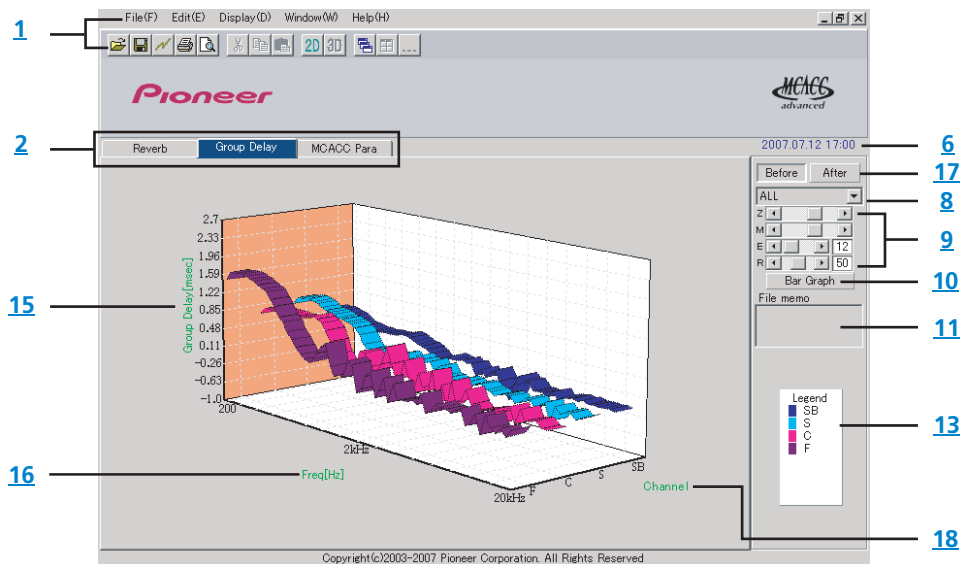 File(F) Edit(E) Display(D) Window(W) Help(H)
1
2D 3D ...
Pioneer
MCACC
advanced
2
Reverb Group Delay MCACC Para
2007.07.12 17:00
6
Before After
17
ALL
8
Z
M
E 12
R 50
9
Bar Graph
10
File memo
11
15
Group Delay[msec]
2.7
2.33
1.96
1.59
1.22
0.85
0.48
0.11
-0.26
-0.63
-1.0
200
2kHz
20kHz
16
Freq[Hz]
F C S SB
Channel
18
Legend
SB
S
C
F
13
Copyright(c)2003-2007 Pioneer Corporation. All Rights Reserved